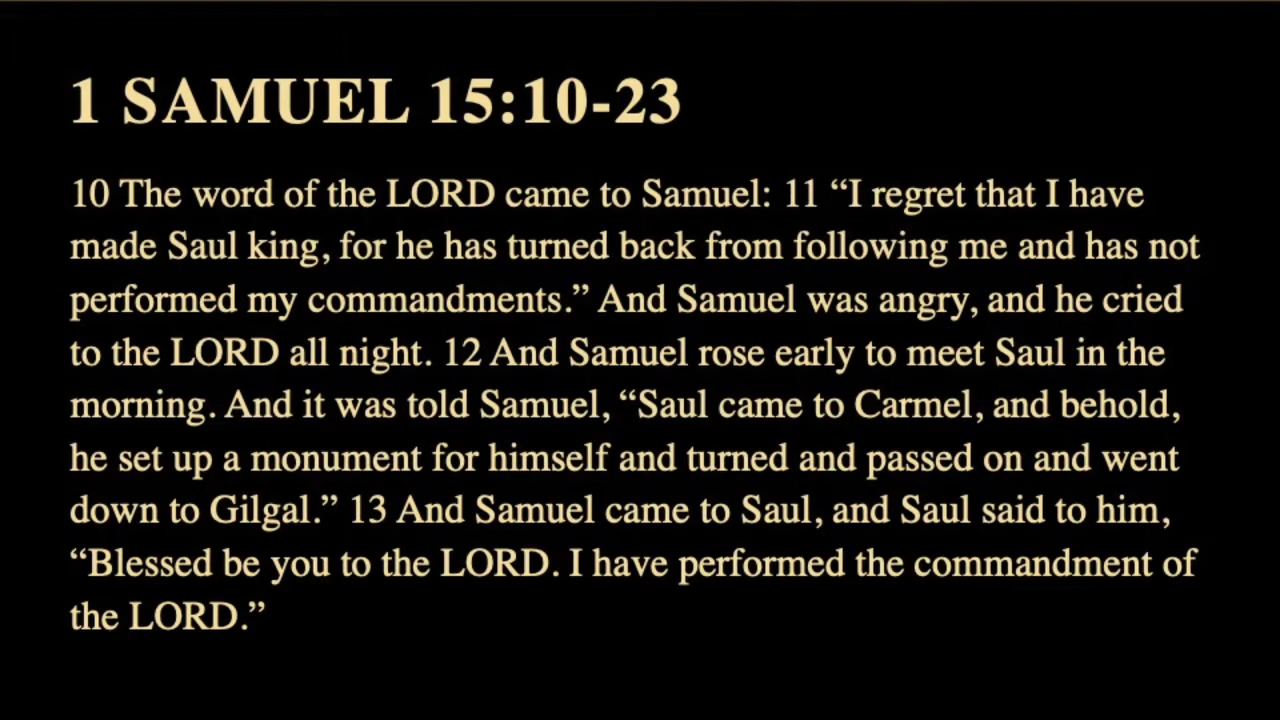 1 SAMUEL 15:10-23
10 The word of the LORD came to Samuel: 11 “I regret that I have
made Saul king, for he has turned back from following me and has not
performed my commandments.” And Samuel was angry, and he cried
to the LORD all night. 12 And Samuel rose early to meet Saul in the
morning. And it was told Samuel, “Saul came to Carmel, and behold,
he set up a monument for himself and turned and passed on and went
down to Gilgal.” 13 And Samuel came to Saul, and Saul said to him,
“Blessed be you to the LORD. I have performed the commandment of
the LORD.”